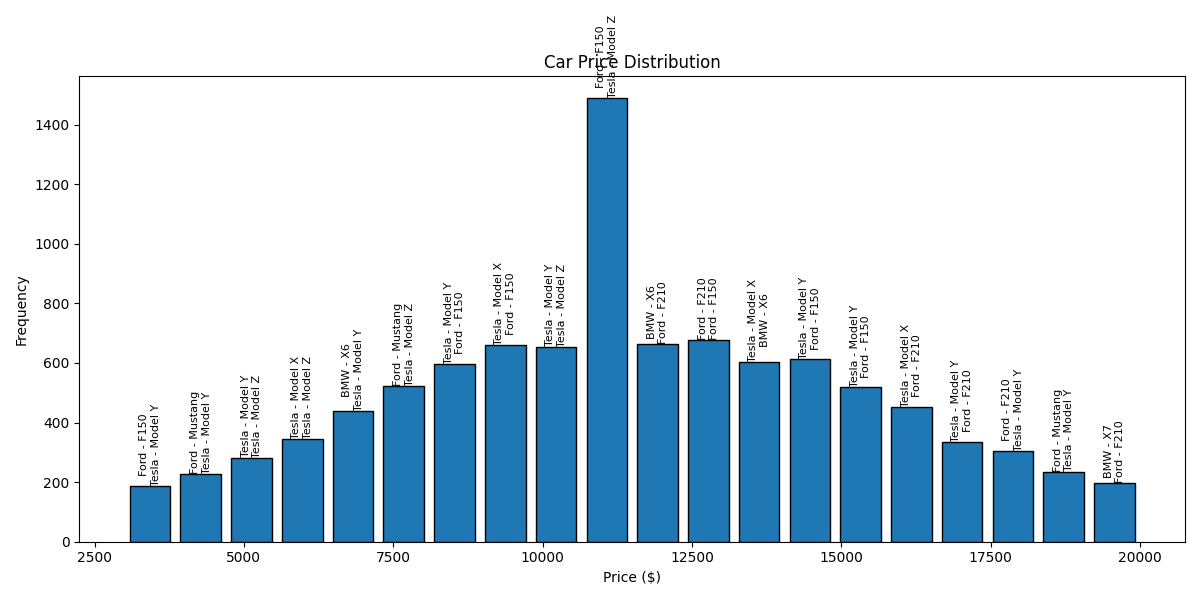 Ford - F150
Tesla - Model Z
Car Price Distribution
Frequency
1400
1200
1000
800
600
400
200
0
Ford - F150
Tesla - Model Y
Ford - Mustang
Tesla - Model Y
Tesla - Model Y
Tesla - Model Z
Tesla - Model X
Tesla - Model Z
BMW - X6
Tesla - Model Y
Ford - Mustang
Tesla - Model Z
Tesla - Model Y
Ford - F150
Tesla - Model X
Ford - F150
Tesla - Model Y
Tesla - Model Z
BMW - X6
Ford - F210
Ford - F210
Ford - F150
Tesla - Model X
BMW - X6
Tesla - Model Y
Ford - F150
Tesla - Model Y
Ford - F150
Tesla - Model X
Ford - F210
Tesla - Model Y
Ford - F210
Ford - F210
Tesla - Model Y
Ford - Mustang
Tesla - Model Y
BMW - X7
Ford - F210
2500
5000
7500
10000
12500
15000
17500
20000
Price ($)